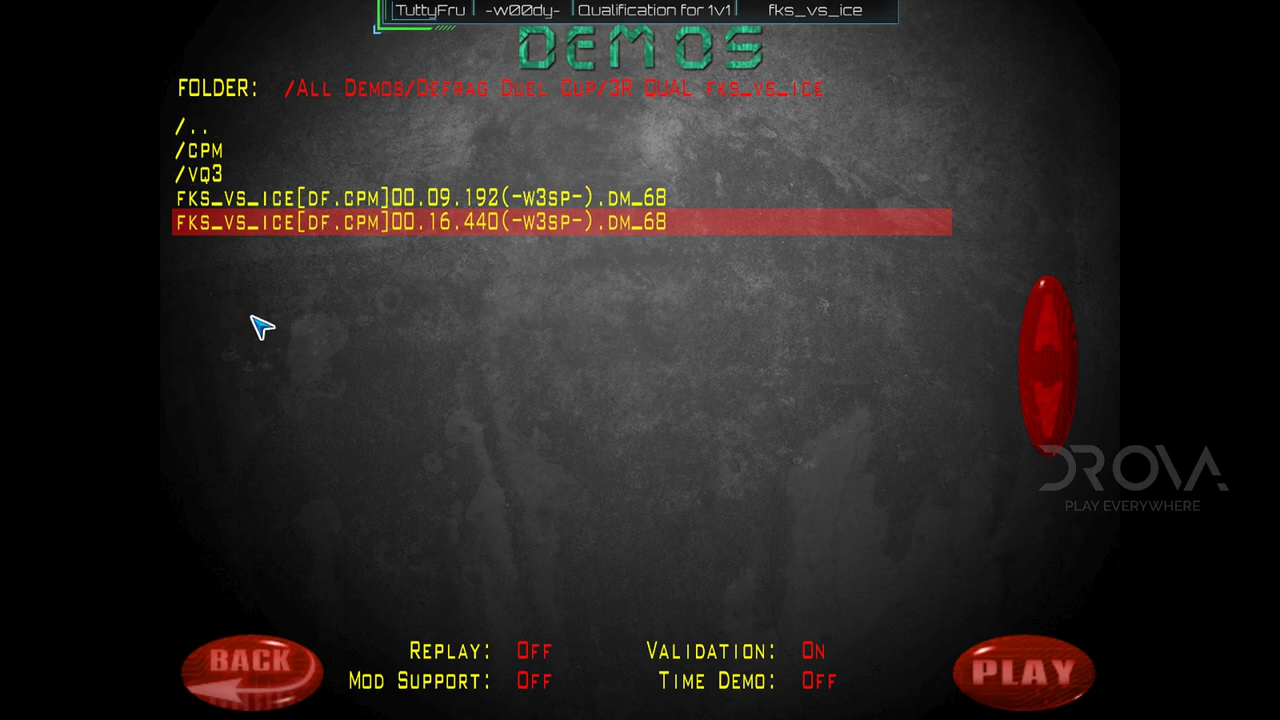 TuttyFru -w00dy- Qualification for 1v1 fks_vs_ice
DEMOS
FOLDER: /ALL DEMOS/DEFRAG DUEL CUP/3R QUAL FKS_VS_ICE
/..
/CPM
/VQ3
FKS_VS_ICE[DF.CPM]00.09.192(-W3SP-).DM_68
FKS_VS_ICE[DF.CPM]00.16.440(-W3SP-).DM_68
DROVA
PLAY EVERYWHERE
BACK
REPLAY: OFF VALIDATION: ON
MOD SUPPORT: OFF TIME DEMO: OFF
PLAY